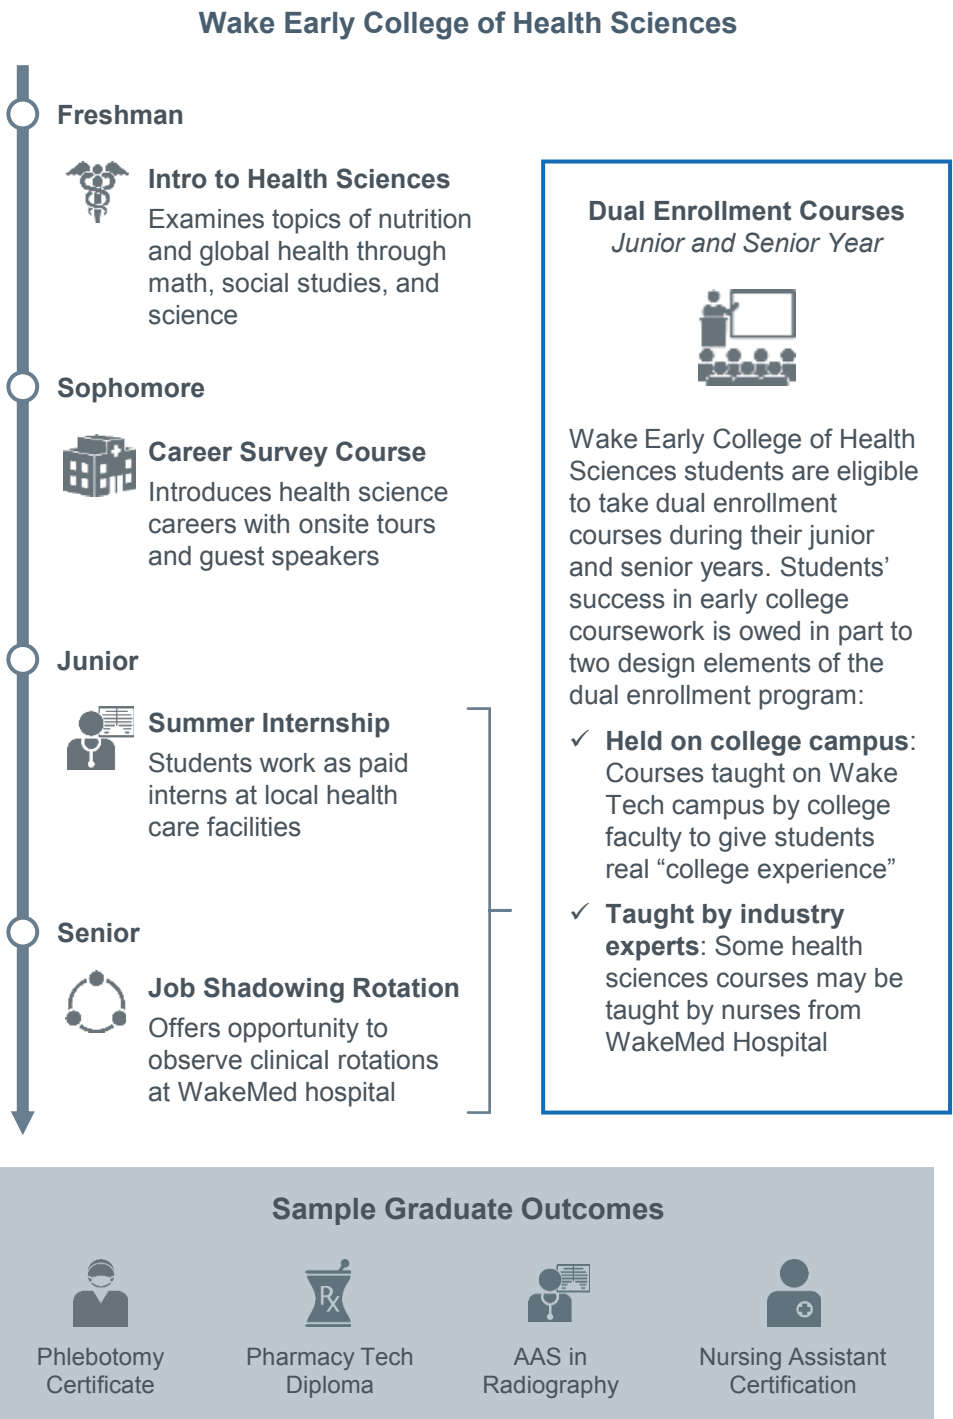 Wake Early College of Health Sciences
Freshman
Intro to Health Sciences
Examines topics of nutrition
and global health through
math, social studies, and
science
Sophomore
Career Survey Course
Introduces health science
careers with onsite tours
and guest speakers
Junior
Summer Internship
Students work as paid
interns at local health
care facilities
Senior
Job Shadowing Rotation
Offers opportunity to
observe clinical rotations
at WakeMed hospital
Dual Enrollment Courses
Junior and Senior Year
Wake Early College of Health
Sciences students are eligible
to take dual enrollment
courses during their junior
and senior years. Students’
success in early college
coursework is owed in part to
two design elements of the
dual enrollment program:
✓ Held on college campus:
Courses taught on Wake
Tech campus by college
faculty to give students
real “college experience”
✓ Taught by industry
experts: Some health
sciences courses may be
taught by nurses from
WakeMed Hospital
Sample Graduate Outcomes
Rx
Phlebotomy
Certificate
Pharmacy Tech
Diploma
AAS in
Radiography
Nursing Assistant
Certification